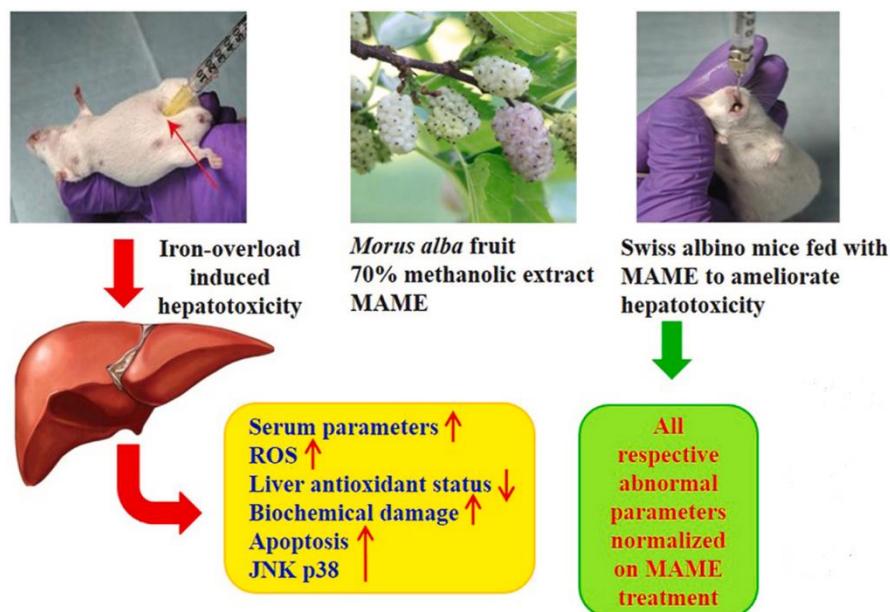 Iron-overload
induced
hepatotoxicity
Morus alba fruit
70% methanolic extract
MAME
Swiss albino mice fed with
MAME to ameliorate
hepatotoxicity
Serum parameters ↑
ROS ↑
Liver antioxidant status ↓
Biochemical damage ↑
Apoptosis ↑
JNK p38
All
respective
abnormal
parameters
normalized
on MAME
treatment